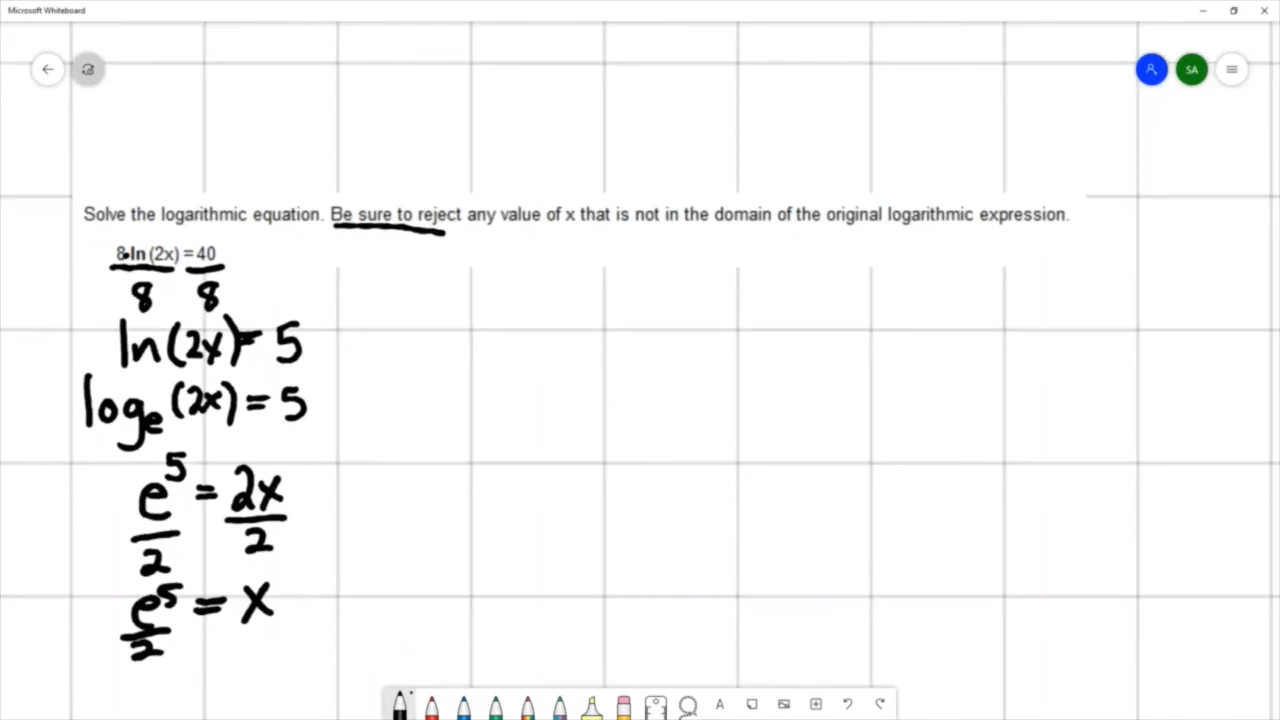 Microsoft Whiteboard
SA
Solve the logarithmic equation. Be sure to reject any value of x that is not in the domain of the original logarithmic expression.
8•ln (2x) = 40
8 8
ln(2x) = 5
logₑ(2x) = 5
e⁵ = 2x
2 2
e⁵/2 = x
A